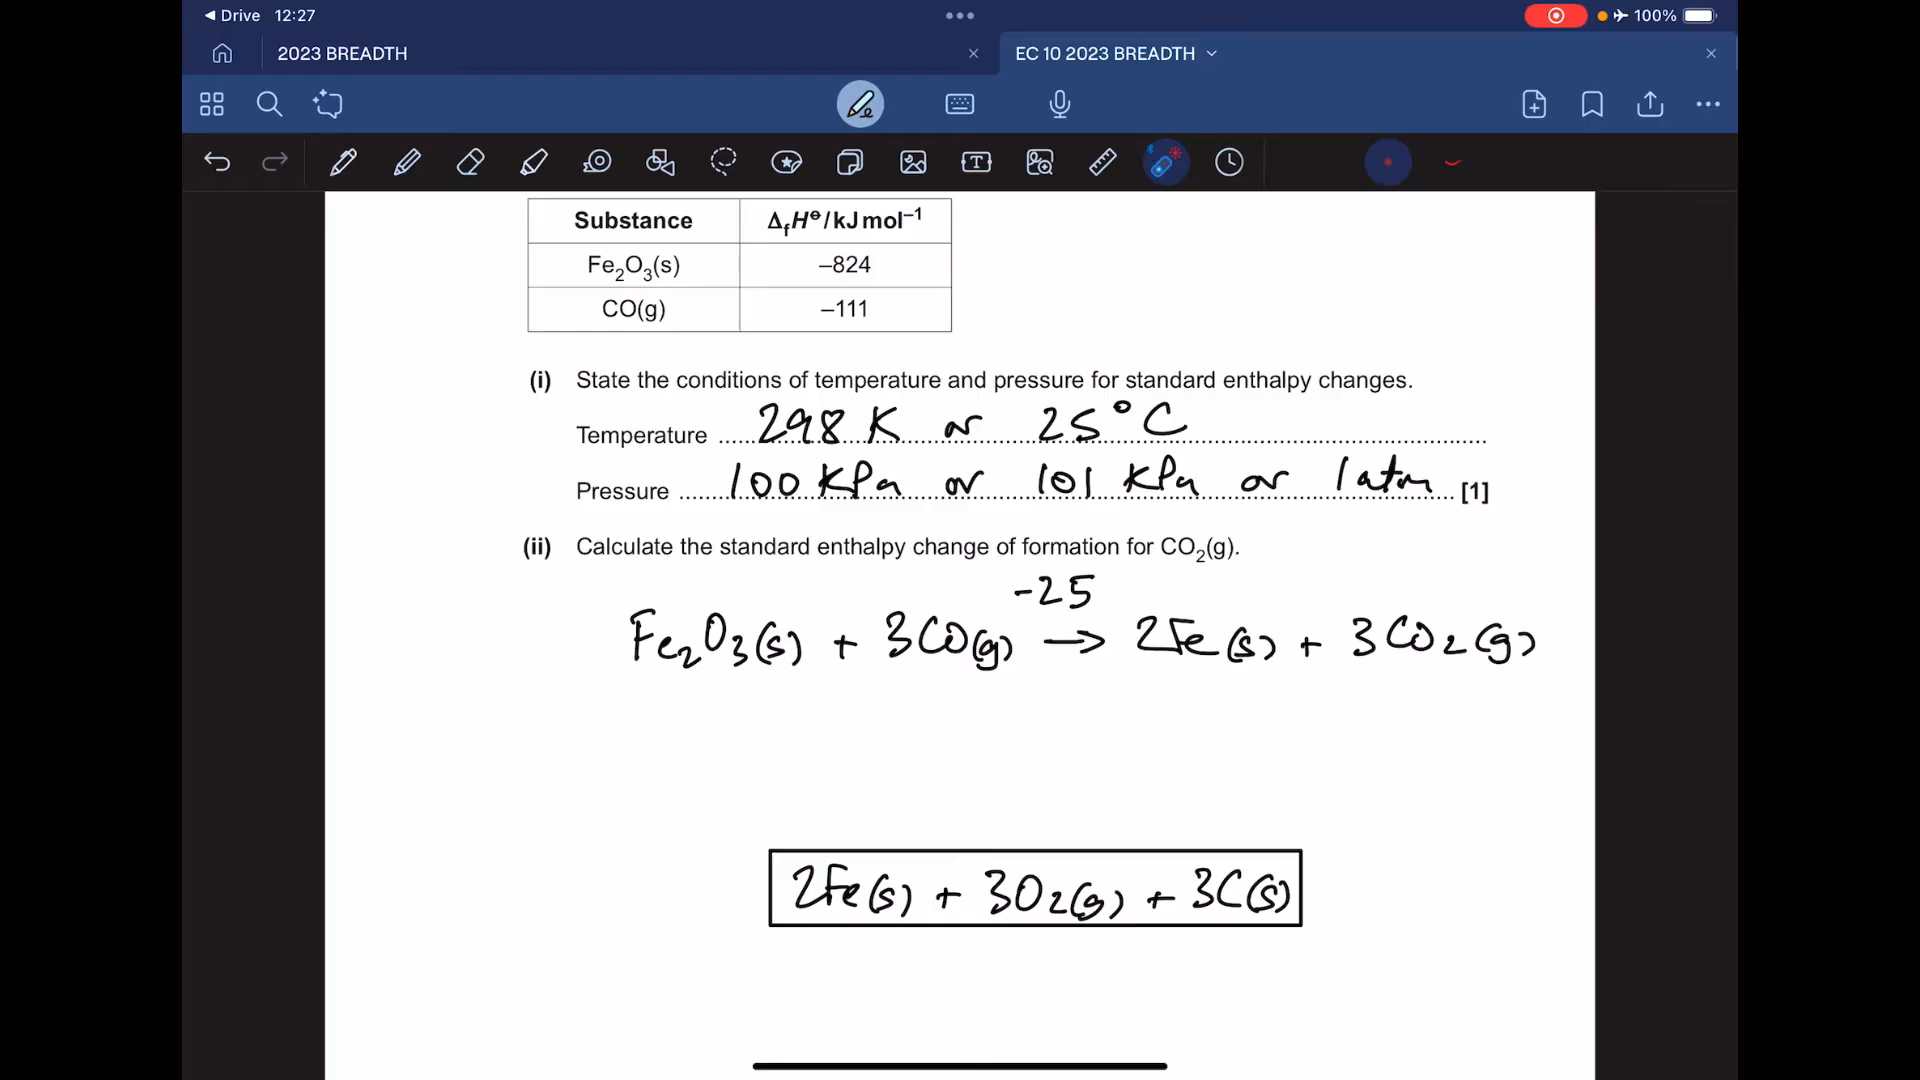 ◀ Drive 12:27 100%
2023 BREADTH × EC 10 2023 BREADTH ×
Substance ΔfH⦵/kJ mol⁻¹
Fe₂O₃(s) –824
CO(g) –111
(i) State the conditions of temperature and pressure for standard enthalpy changes.
Temperature 298 K or 25°C
Pressure 100 kPa or 101 kPa or 1 atm [1]
(ii) Calculate the standard enthalpy change of formation for CO₂(g).
-25
Fe₂O₃(s) + 3CO(g) → 2Fe(s) + 3CO₂(g)
2Fe(s) + 3O₂(g) + 3C(s)